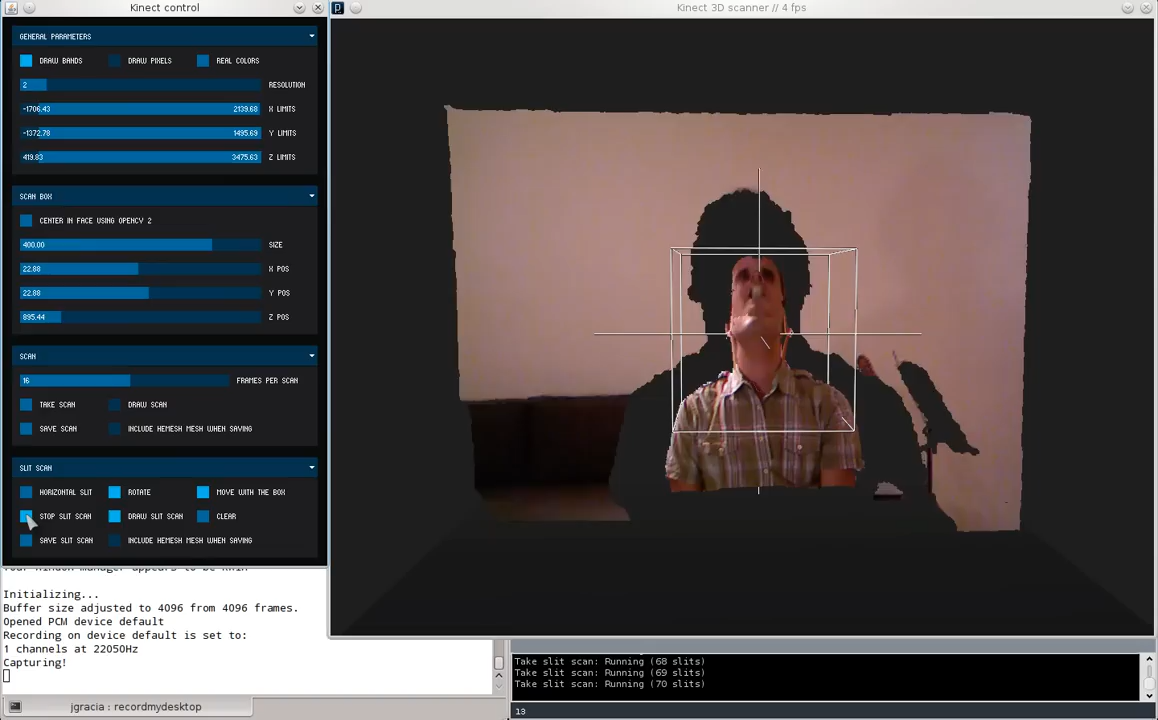 Kinect control
GENERAL PARAMETERS
DRAW BANDS DRAW PIXELS REAL COLORS
2 RESOLUTION
-1706.43 2139.68 X LIMITS
-1372.78 1495.69 Y LIMITS
419.83 3475.63 Z LIMITS
SCAN BOX
CENTER IN FACE USING OPENCV 2
400.00 SIZE
22.88 X POS
22.88 Y POS
895.44 Z POS
SCAN
16 FRAMES PER SCAN
TAKE SCAN DRAW SCAN
SAVE SCAN INCLUDE HEMESH MESH WHEN SAVING
SLIT SCAN
HORIZONTAL SLIT ROTATE MOVE WITH THE BOX
STOP SLIT SCAN DRAW SLIT SCAN CLEAR
SAVE SLIT SCAN INCLUDE HEMESH MESH WHEN SAVING
Initializing...
Buffer size adjusted to 4096 from 4096 frames.
Opened PCM device default
Recording on device default is set to:
1 channels at 22050Hz
Capturing!
jgracia : recordmydesktop
Kinect 3D scanner // 4 fps
Take slit scan: Running (68 slits)
Take slit scan: Running (69 slits)
Take slit scan: Running (70 slits)
13